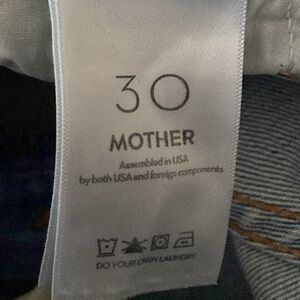 30
MOTHER
Assembled in USA
by both USA and foreign components
DO YOUR OWN LAUNDRY